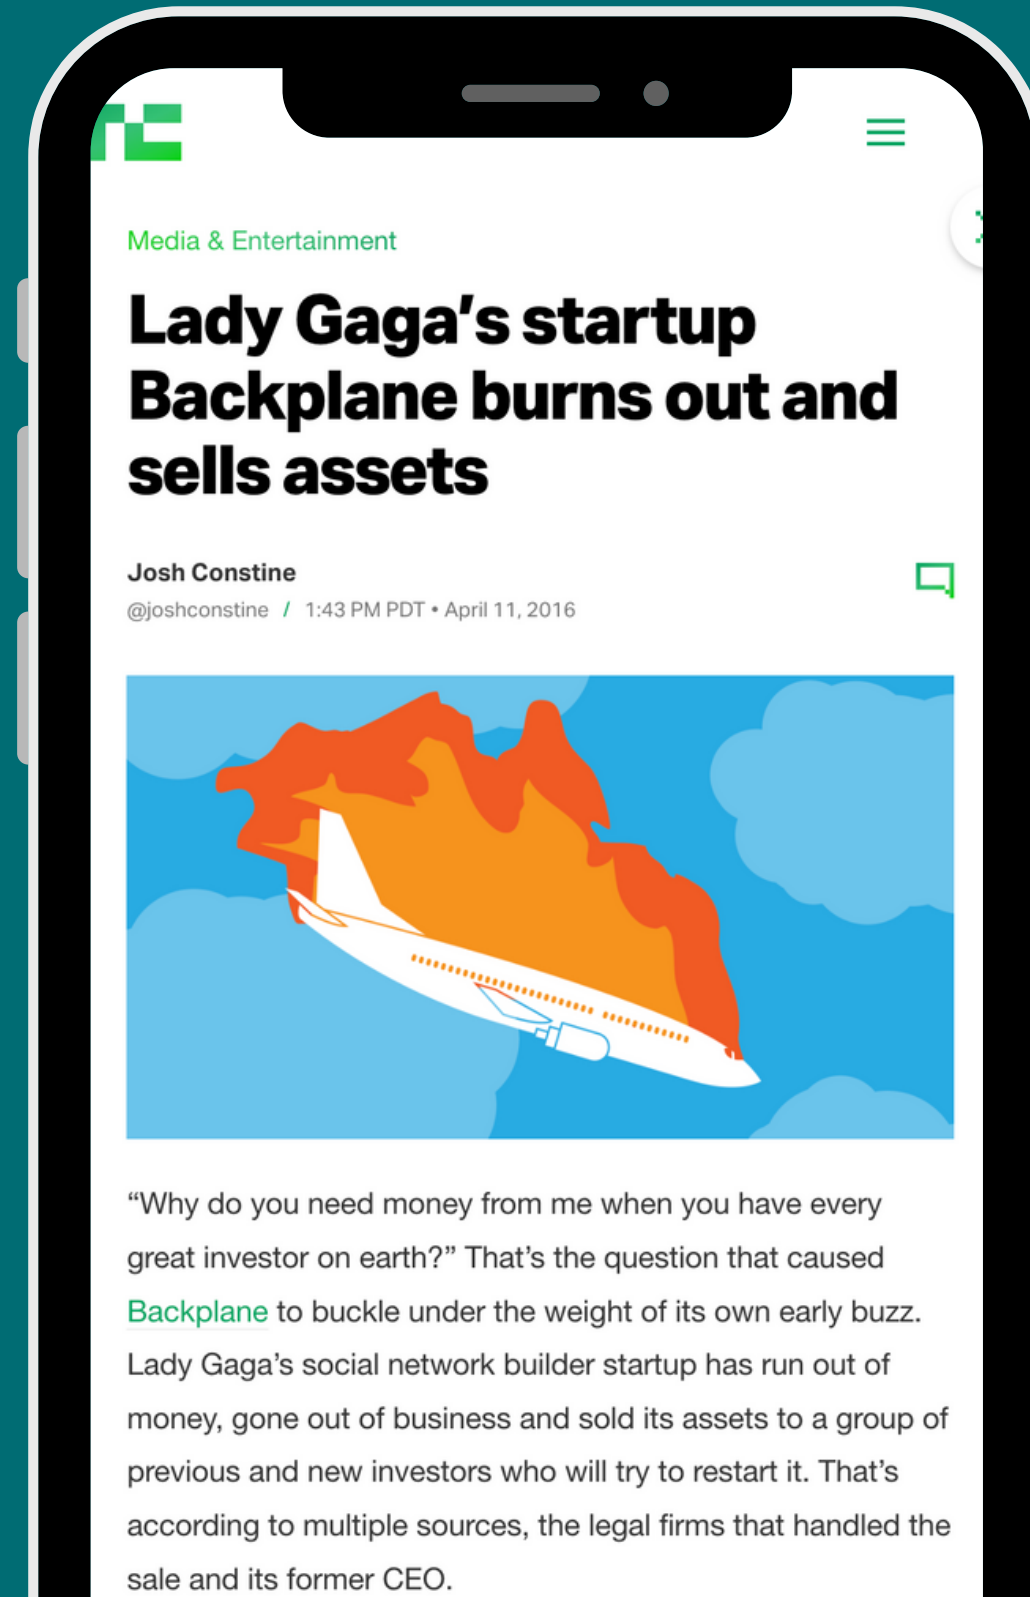 TC
Media & Entertainment
Lady Gaga’s startup
Backplane burns out and
sells assets
Josh Constine
@joshconstine / 1:43 PM PDT • April 11, 2016
“Why do you need money from me when you have every
great investor on earth?” That’s the question that caused
Backplane to buckle under the weight of its own early buzz.
Lady Gaga’s social network builder startup has run out of
money, gone out of business and sold its assets to a group of
previous and new investors who will try to restart it. That’s
according to multiple sources, the legal firms that handled the
sale and its former CEO.